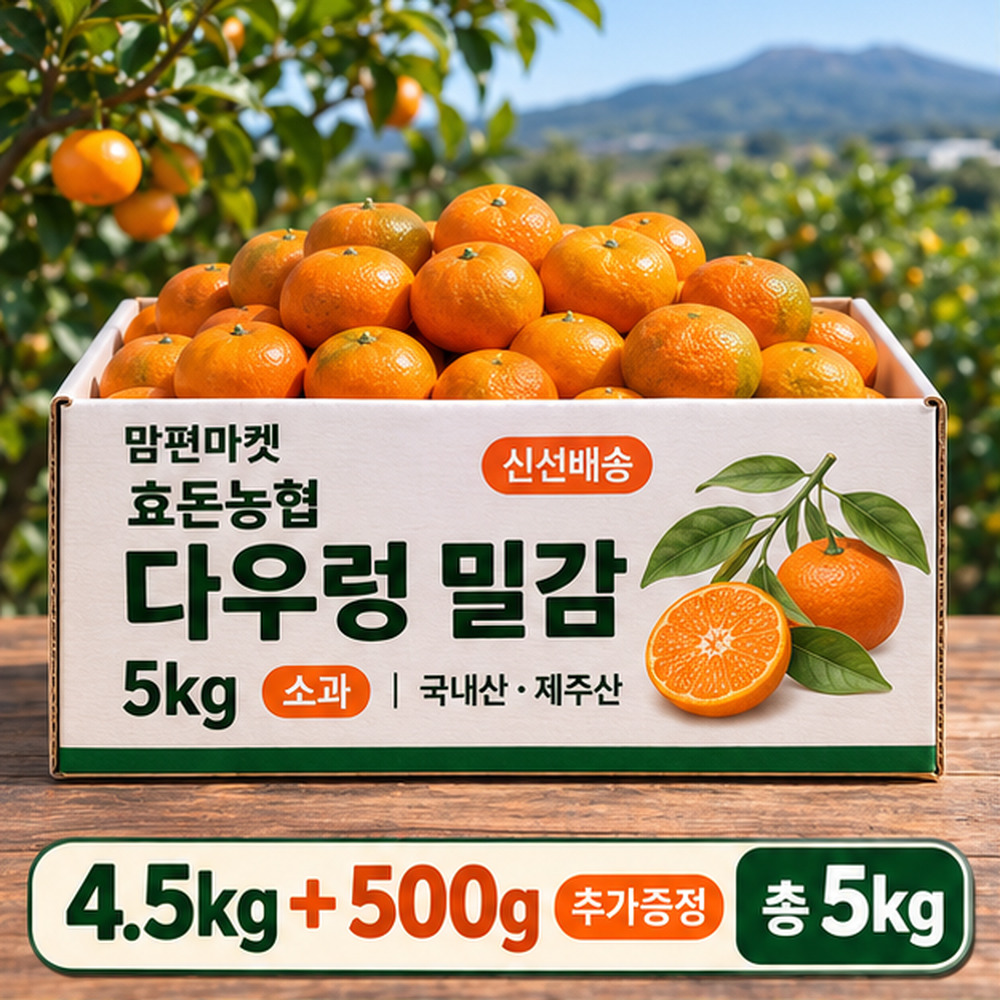 맘편마켓
신선배송
효돈농협
다우렁 밀감
5kg 소과 | 국내산 · 제주산
4.5kg + 500g 추가증정 총 5kg